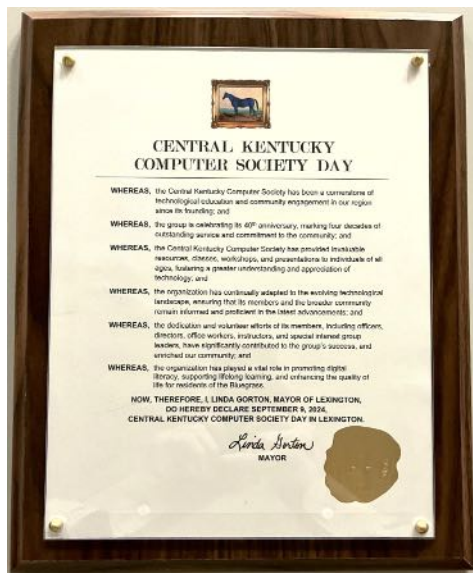 CENTRAL KENTUCKY
COMPUTER SOCIETY DAY
WHEREAS, the Central Kentucky Computer Society has been a cornerstone of
technological education and community engagement in our region
since its founding; and
WHEREAS, the group is celebrating its 40th anniversary, marking four decades of
outstanding service and commitment to the community; and
WHEREAS, the Central Kentucky Computer Society has provided invaluable
resources, classes, workshops, and presentations to individuals of all
ages, fostering a greater understanding and appreciation of
technology; and
WHEREAS, the organization has continually adapted to the evolving technological
landscape, ensuring that its members and the broader community
remain informed and proficient in the latest advancements; and
WHEREAS, the dedication and volunteer efforts of its members, including officers,
directors, office workers, instructors, and special interest group
leaders, have significantly contributed to the group's success, and
enriched our community; and
WHEREAS, the organization has played a vital role in promoting digital
literacy, supporting lifelong learning, and enhancing the quality of
life for residents of the Bluegrass.
NOW, THEREFORE, I, LINDA GORTON, MAYOR OF LEXINGTON,
DO HEREBY DECLARE SEPTEMBER 9, 2024,
CENTRAL KENTUCKY COMPUTER SOCIETY DAY IN LEXINGTON.
Linda Gorton
MAYOR